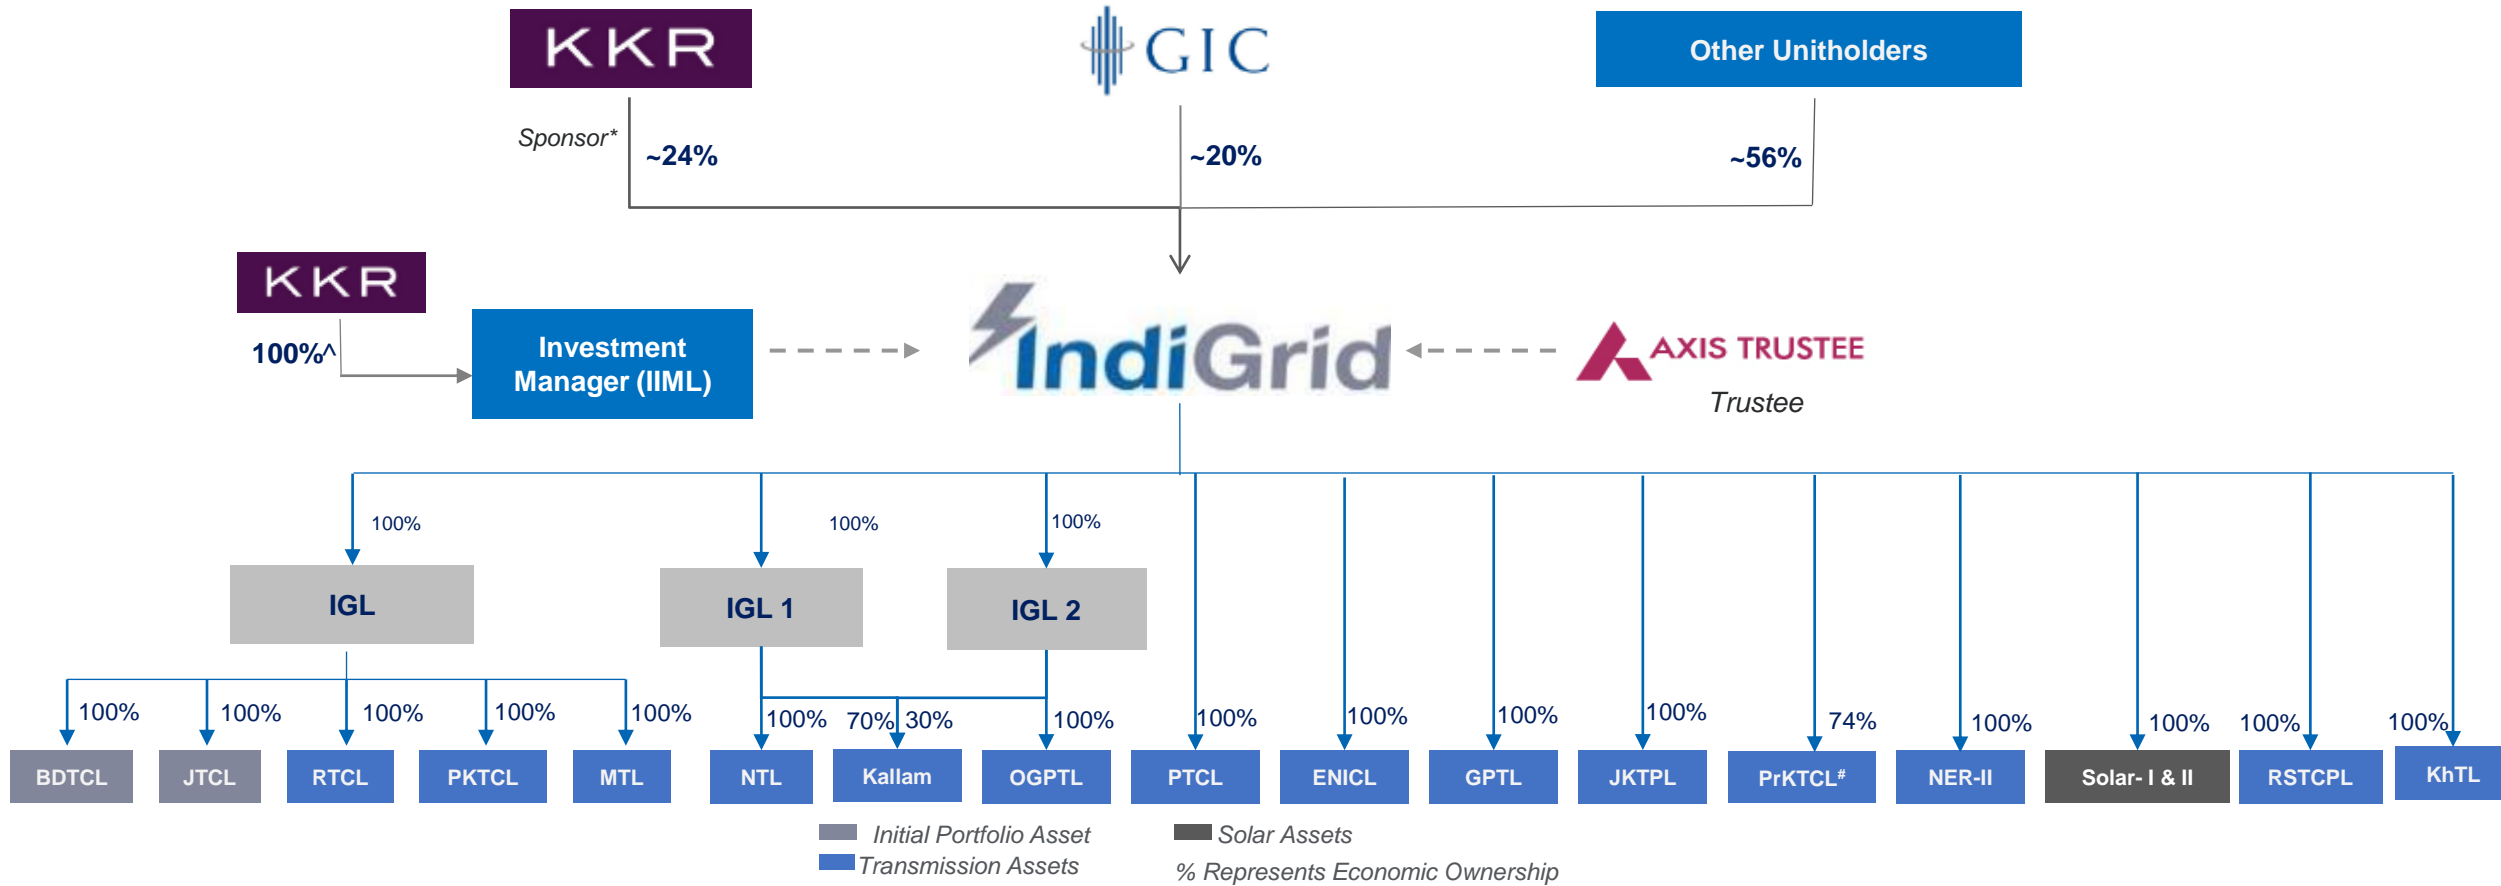 KKR
GIC
Other Unitholders
Sponsor*
~24%
~20%
~56%
KKR
100%^
Investment
Manager (IIML)
IndiGrid
AXIS TRUSTEE
Trustee
100%
100%
100%
IGL
IGL 1
IGL 2
100%
100%
100%
100%
100%
100%
70%
30%
100%
100%
100%
100%
100%
74%
100%
100%
100%
100%
BDTCL
JTCL
RTCL
PKTCL
MTL
NTL
Kallam
OGPTL
PTCL
ENICL
GPTL
JKTPL
PrKTCL#
NER-II
Solar- I & II
RSTCPL
KhTL
Initial Portfolio Asset
Solar Assets
Transmission Assets
% Represents Economic Ownership